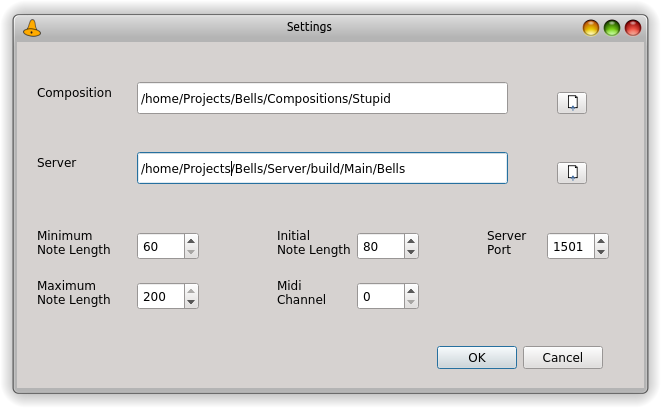 Settings
Composition
/home/Projects/Bells/Compositions/Stupid
Server
/home/Projects/Bells/Server/build/Main/Bells
Minimum
Note Length
60
Initial
Note Length
80
Server
Port
1501
Maximum
Note Length
200
Midi
Channel
0
OK
Cancel